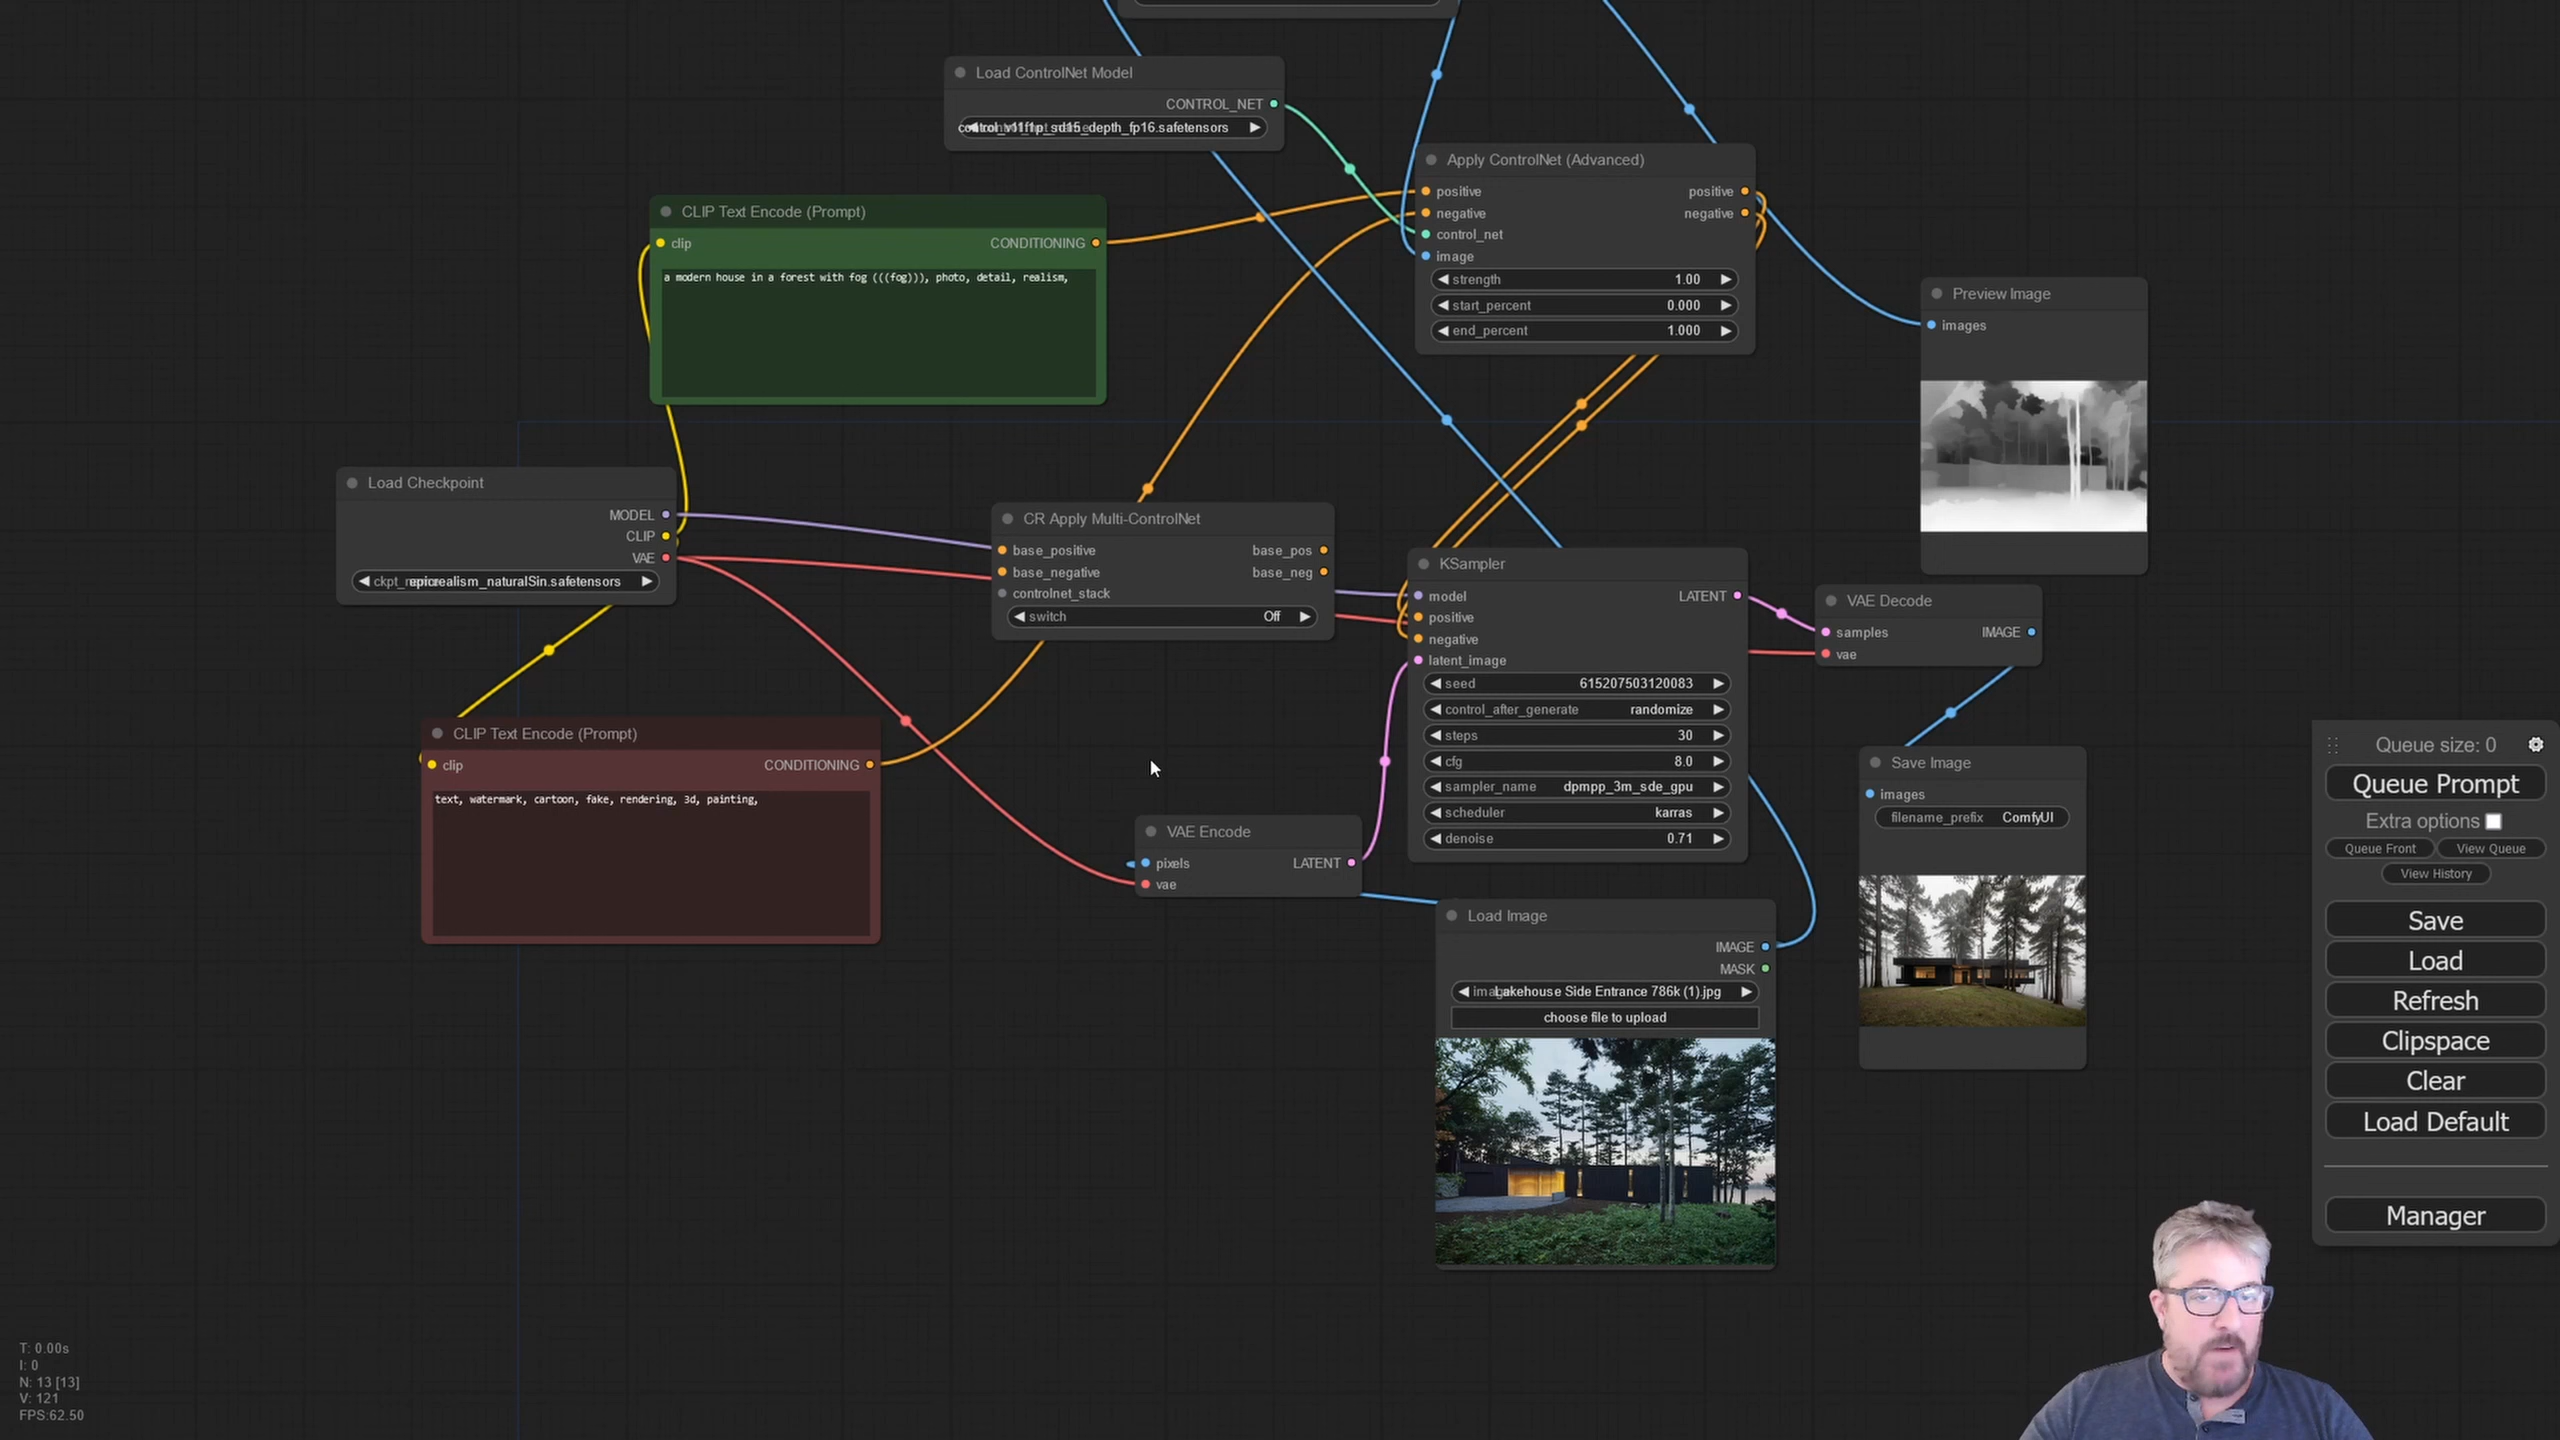 Load ControlNet Model
CONTROL_NET
control_v11f1p_sd15_depth_fp16.safetensors
Apply ControlNet (Advanced)
positive positive
negative negative
control_net
image
strength 1.00
start_percent 0.000
end_percent 1.000
CLIP Text Encode (Prompt)
clip CONDITIONING
a modern house in a forest with fog (((fog))), photo, detail, realism,
Preview Image
images
Load Checkpoint
MODEL
CLIP
VAE
epicrealism_naturalSin.safetensors
CR Apply Multi-ControlNet
base_positive base_pos
base_negative base_neg
controlnet_stack
switch Off
KSampler
model LATENT
positive
negative
latent_image
seed 615207503120083
control_after_generate randomize
steps 30
cfg 8.0
sampler_name dpmpp_3m_sde_gpu
scheduler karras
denoise 0.71
VAE Decode
samples IMAGE
vae
CLIP Text Encode (Prompt)
clip CONDITIONING
text, watermark, cartoon, fake, rendering, 3d, painting,
VAE Encode
pixels LATENT
vae
Save Image
images
filename_prefix ComfyUI
Load Image
IMAGE
MASK
Lakehouse Side Entrance 786k (1).jpg
choose file to upload
Queue size: 0
Queue Prompt
Extra options
Queue Front View Queue
View History
Save
Load
Refresh
Clipspace
Clear
Load Default
Manager
T: 0.00s
I: 0
N: 13 [13]
V: 121
FPS:62.50